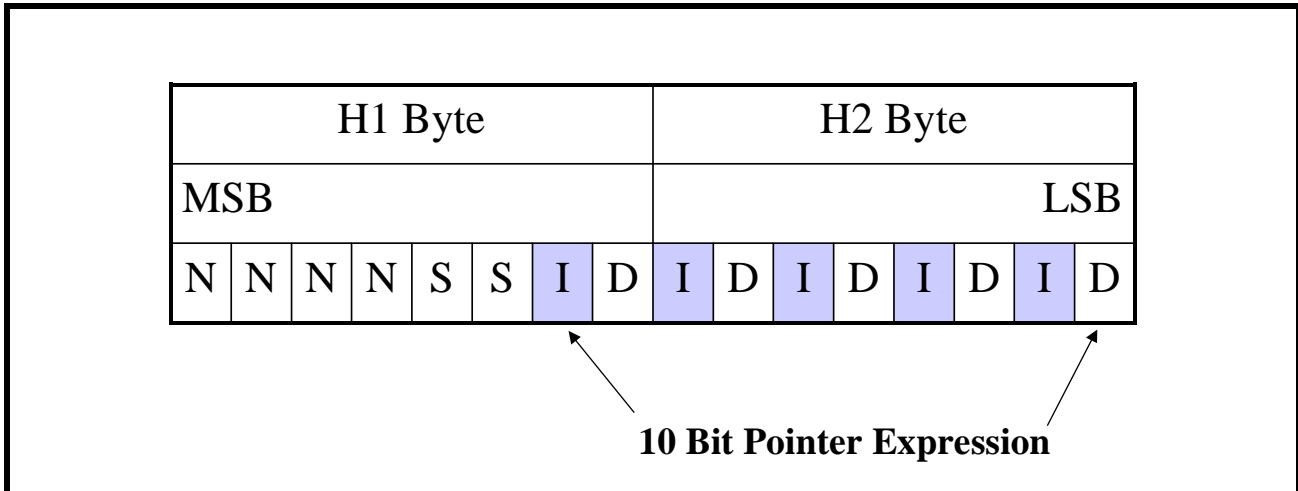 H1 Byte H2 Byte
MSB LSB
N N N N S S I D I D I D I D I D
10 Bit Pointer Expression